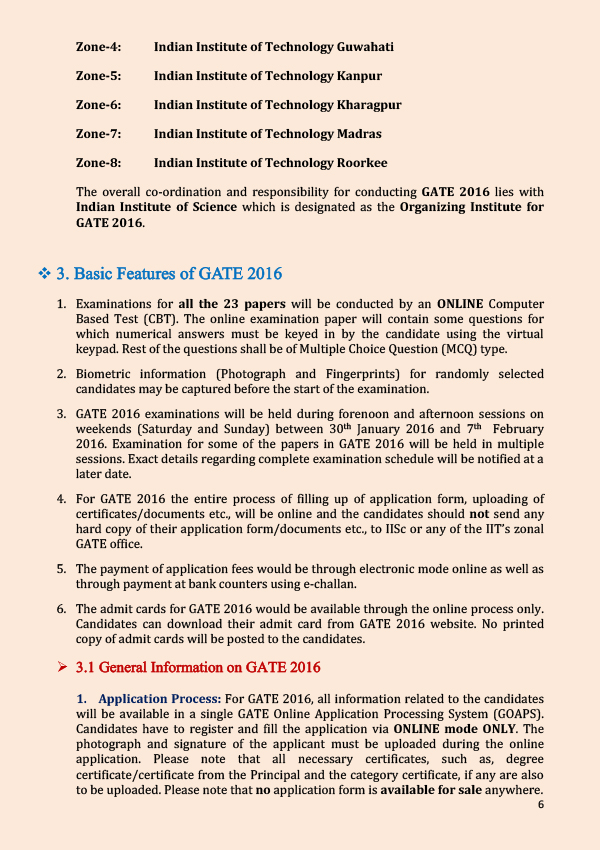 Zone-4: Indian Institute of Technology Guwahati
Zone-5: Indian Institute of Technology Kanpur
Zone-6: Indian Institute of Technology Kharagpur
Zone-7: Indian Institute of Technology Madras
Zone-8: Indian Institute of Technology Roorkee
The overall co-ordination and responsibility for conducting GATE 2016 lies with
Indian Institute of Science which is designated as the Organizing Institute for
GATE 2016.
❖ 3. Basic Features of GATE 2016
1. Examinations for all the 23 papers will be conducted by an ONLINE Computer
Based Test (CBT). The online examination paper will contain some questions for
which numerical answers must be keyed in by the candidate using the virtual
keypad. Rest of the questions shall be of Multiple Choice Question (MCQ) type.
2. Biometric information (Photograph and Fingerprints) for randomly selected
candidates may be captured before the start of the examination.
3. GATE 2016 examinations will be held during forenoon and afternoon sessions on
weekends (Saturday and Sunday) between 30th January 2016 and 7th February
2016. Examination for some of the papers in GATE 2016 will be held in multiple
sessions. Exact details regarding complete examination schedule will be notified at a
later date.
4. For GATE 2016 the entire process of filling up of application form, uploading of
certificates/documents etc., will be online and the candidates should not send any
hard copy of their application form/documents etc., to IISc or any of the IIT's zonal
GATE office.
5. The payment of application fees would be through electronic mode online as well as
through payment at bank counters using e-challan.
6. The admit cards for GATE 2016 would be available through the online process only.
Candidates can download their admit card from GATE 2016 website. No printed
copy of admit cards will be posted to the candidates.
➢ 3.1 General Information on GATE 2016
1. Application Process: For GATE 2016, all information related to the candidates
will be available in a single GATE Online Application Processing System (GOAPS).
Candidates have to register and fill the application via ONLINE mode ONLY. The
photograph and signature of the applicant must be uploaded during the online
application. Please note that all necessary certificates, such as, degree
certificate/certificate from the Principal and the category certificate, if any are also
to be uploaded. Please note that no application form is available for sale anywhere.
6